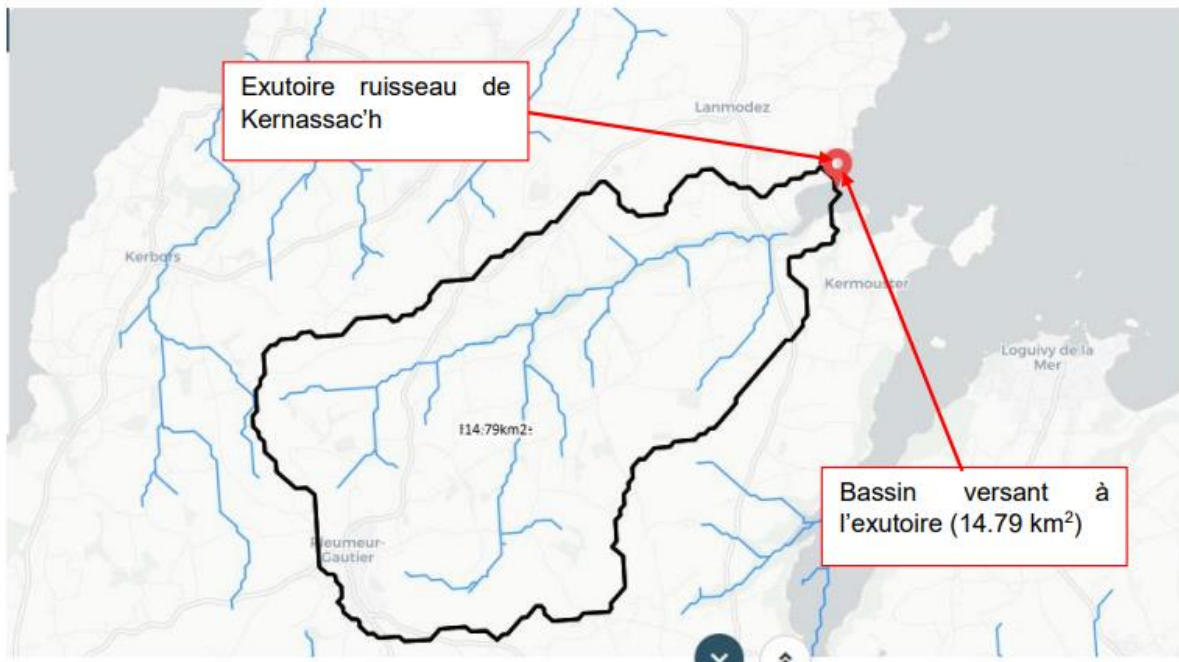 Exutoire ruisseau de
Kernassac'h
Lanmodez
Kerbors
Kermouster
Loguivy de la
Mer
14.79km2
Bassin versant à
l'exutoire (14.79 km²)
Pleumeur-
Gautier